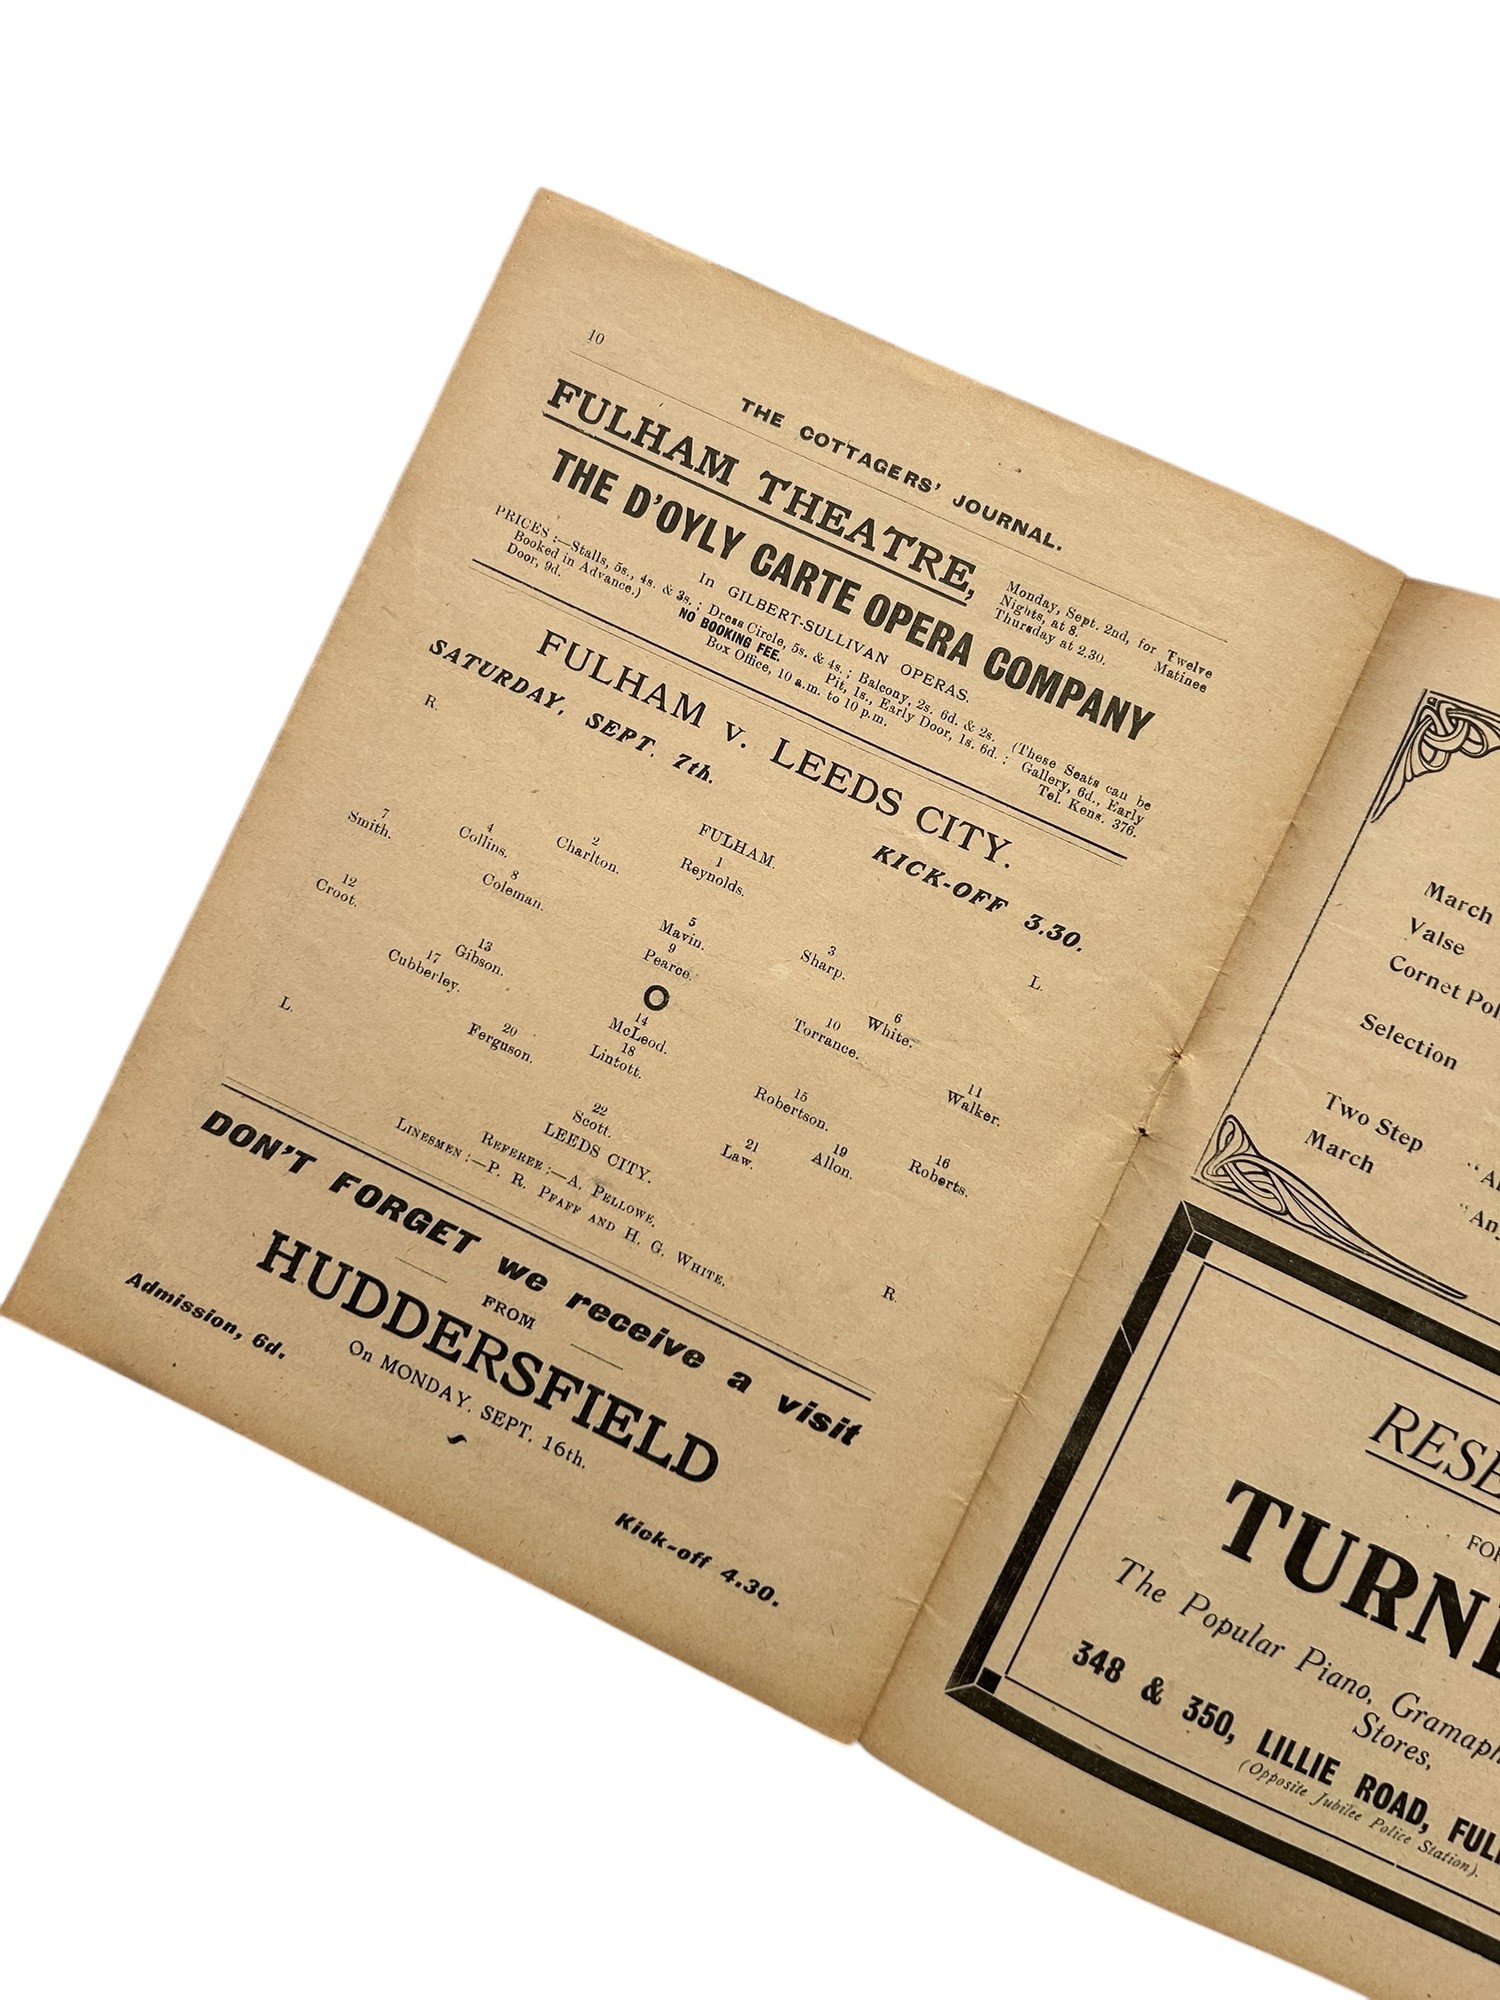 10
THE COTTAGERS' JOURNAL.
FULHAM THEATRE,
Monday, Sept. 2nd, for Twelve
Nights, at 8. Matinee
Thursday at 2.30.
THE D'OYLY CARTE OPERA COMPANY
In GILBERT-SULLIVAN OPERAS.
PRICES :—Stalls, 5s., 4s. & 3s. ; Dress Circle, 5s. & 4s. ; Balcony, 2s. 6d. & 2s. (These Seats can be
Booked in Advance.) NO BOOKING FEE. Pit, 1s., Early Door, 1s. 6d. ; Gallery, 6d., Early
Door, 9d. Box Office, 10 a.m. to 10 p.m. Tel. Kens. 376.
FULHAM v. LEEDS CITY.
SATURDAY, SEPT. 7th. KICK-OFF 3.30.
R. FULHAM. L.
1
Reynolds.
2 3
Charlton. Sharp.
4 5 6
Collins. Mavin. White.
7 8 9 10 11
Smith. Coleman. Pearce. Torrance. Walker.
O
12 13 14 15 16
Croot. Gibson. McLeod. Robertson. Roberts.
17 18 19
Cubberley. Lintott. Allon.
20 21
Ferguson. Law.
22
Scott.
L. LEEDS CITY. R.
REFEREE :—A. PELLOWE.
LINESMEN :—P. R. PFAFF AND H. G. WHITE.
DON'T FORGET we receive a visit
FROM
HUDDERSFIELD
On MONDAY, SEPT. 16th.
Admission, 6d. Kick-off 4.30.
March
Valse
Cornet Pol
Selection
Two Step "Al
March "An
RESE
FOR
TURNE
The Popular Piano, Gramaph
Stores,
348 & 350, LILLIE ROAD, FUL
(Opposite Jubilee Police Station).